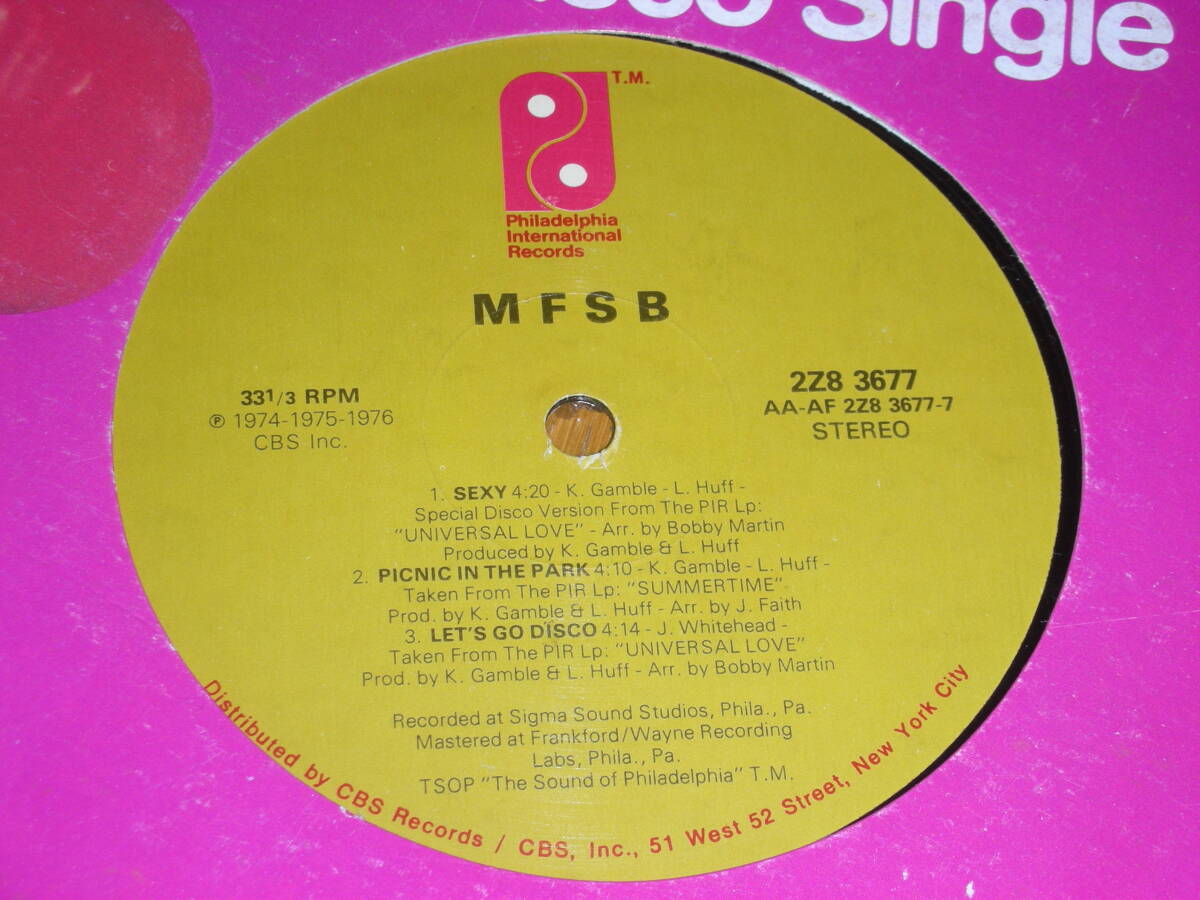 Single
T.M.
Philadelphia
International
Records
M F S B
33 1/3 RPM
℗ 1974-1975-1976
CBS Inc.
2Z8 3677
AA-AF 2Z8 3677-7
STEREO
1. SEXY 4:20 - K. Gamble - L. Huff -
Special Disco Version From The PIR Lp:
"UNIVERSAL LOVE" - Arr. by Bobby Martin
Produced by K. Gamble & L. Huff
2. PICNIC IN THE PARK 4:10 - K. Gamble - L. Huff -
Taken From The PIR Lp: "SUMMERTIME"
Prod. by K. Gamble & L. Huff - Arr. by J. Faith
3. LET'S GO DISCO 4:14 - J. Whitehead -
Taken From The PIR Lp: "UNIVERSAL LOVE"
Prod. by K. Gamble & L. Huff - Arr. by Bobby Martin
Recorded at Sigma Sound Studios, Phila., Pa.
Mastered at Frankford/Wayne Recording
Labs, Phila., Pa.
TSOP "The Sound of Philadelphia" T.M.
Distributed by CBS Records / CBS, Inc., 51 West 52 Street, New York City